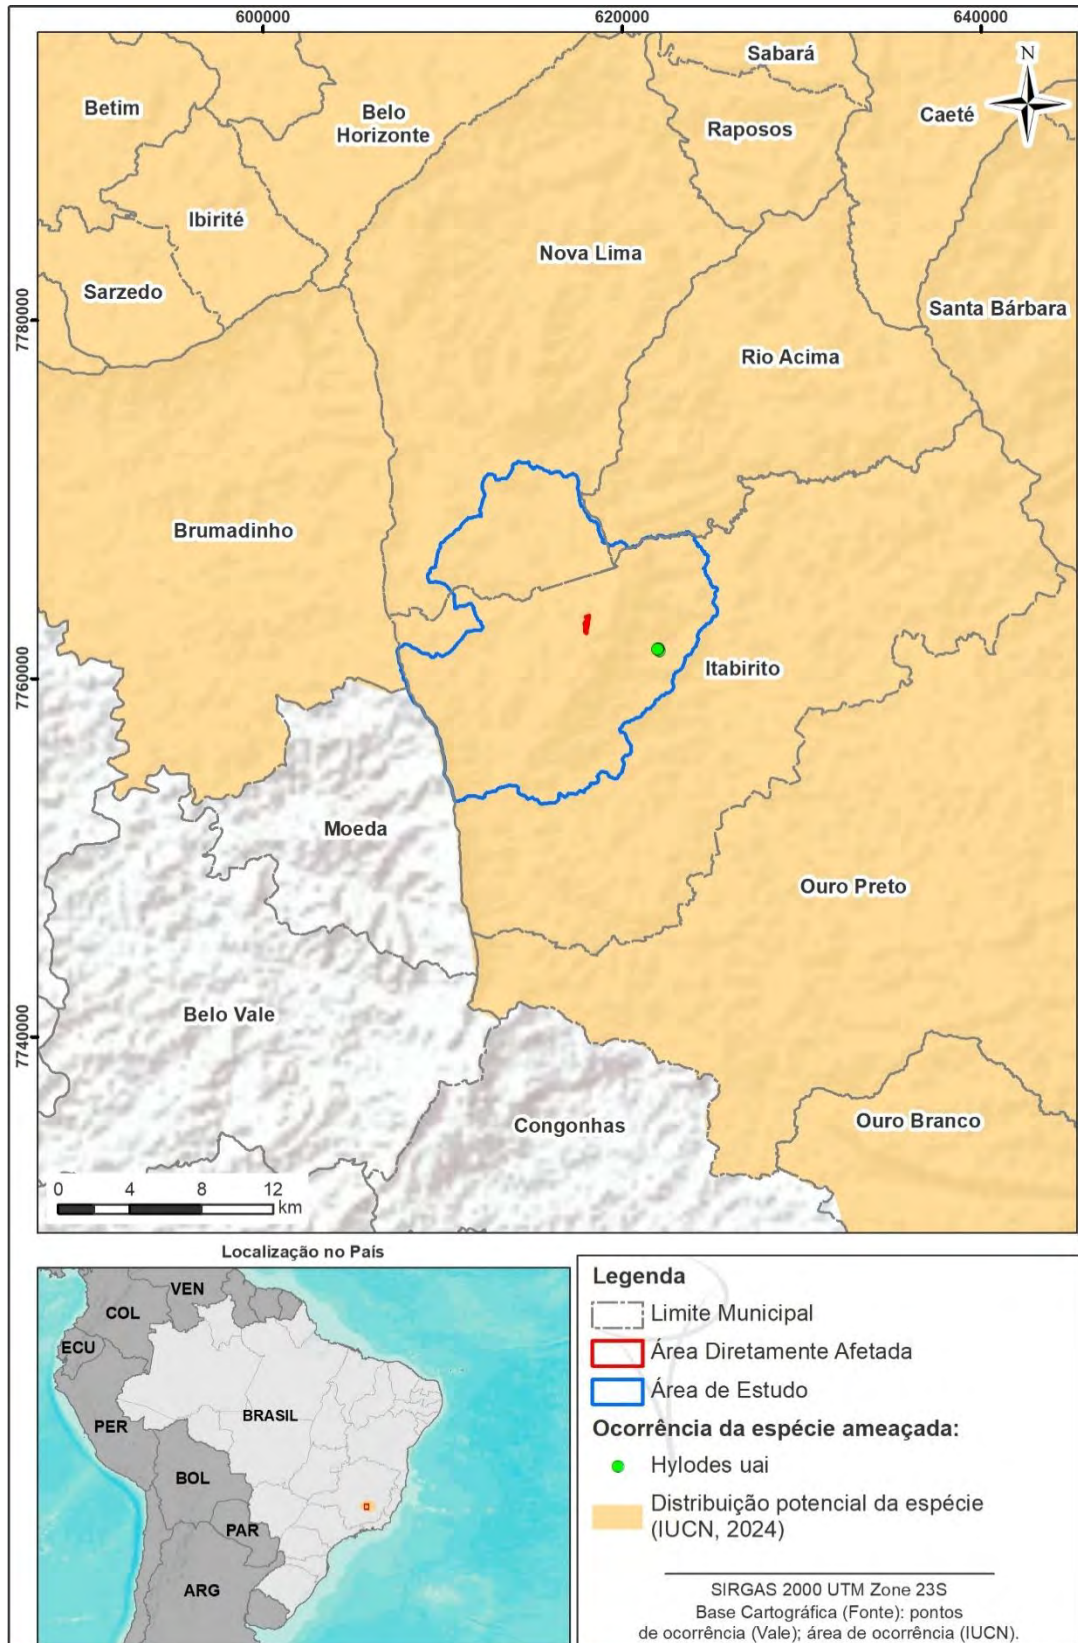 600000
620000
640000
Sabará
N
Betim
Belo
Horizonte
Raposos
Caeté
Ibirité
Nova Lima
Sarzedo
Santa Bárbara
7780000
Rio Acima
Brumadinho
7760000
Itabirito
Moeda
Ouro Preto
Belo Vale
7740000
Congonhas
Ouro Branco
0 4 8 12
km
Localização no País
VEN
COL
ECU
PER
BRASIL
BOL
PAR
ARG
Legenda
Limite Municipal
Área Diretamente Afetada
Área de Estudo
Ocorrência da espécie ameaçada:
Hylodes uai
Distribuição potencial da espécie
(IUCN, 2024)
SIRGAS 2000 UTM Zone 23S
Base Cartográfica (Fonte): pontos
de ocorrência (Vale); área de ocorrência (IUCN).